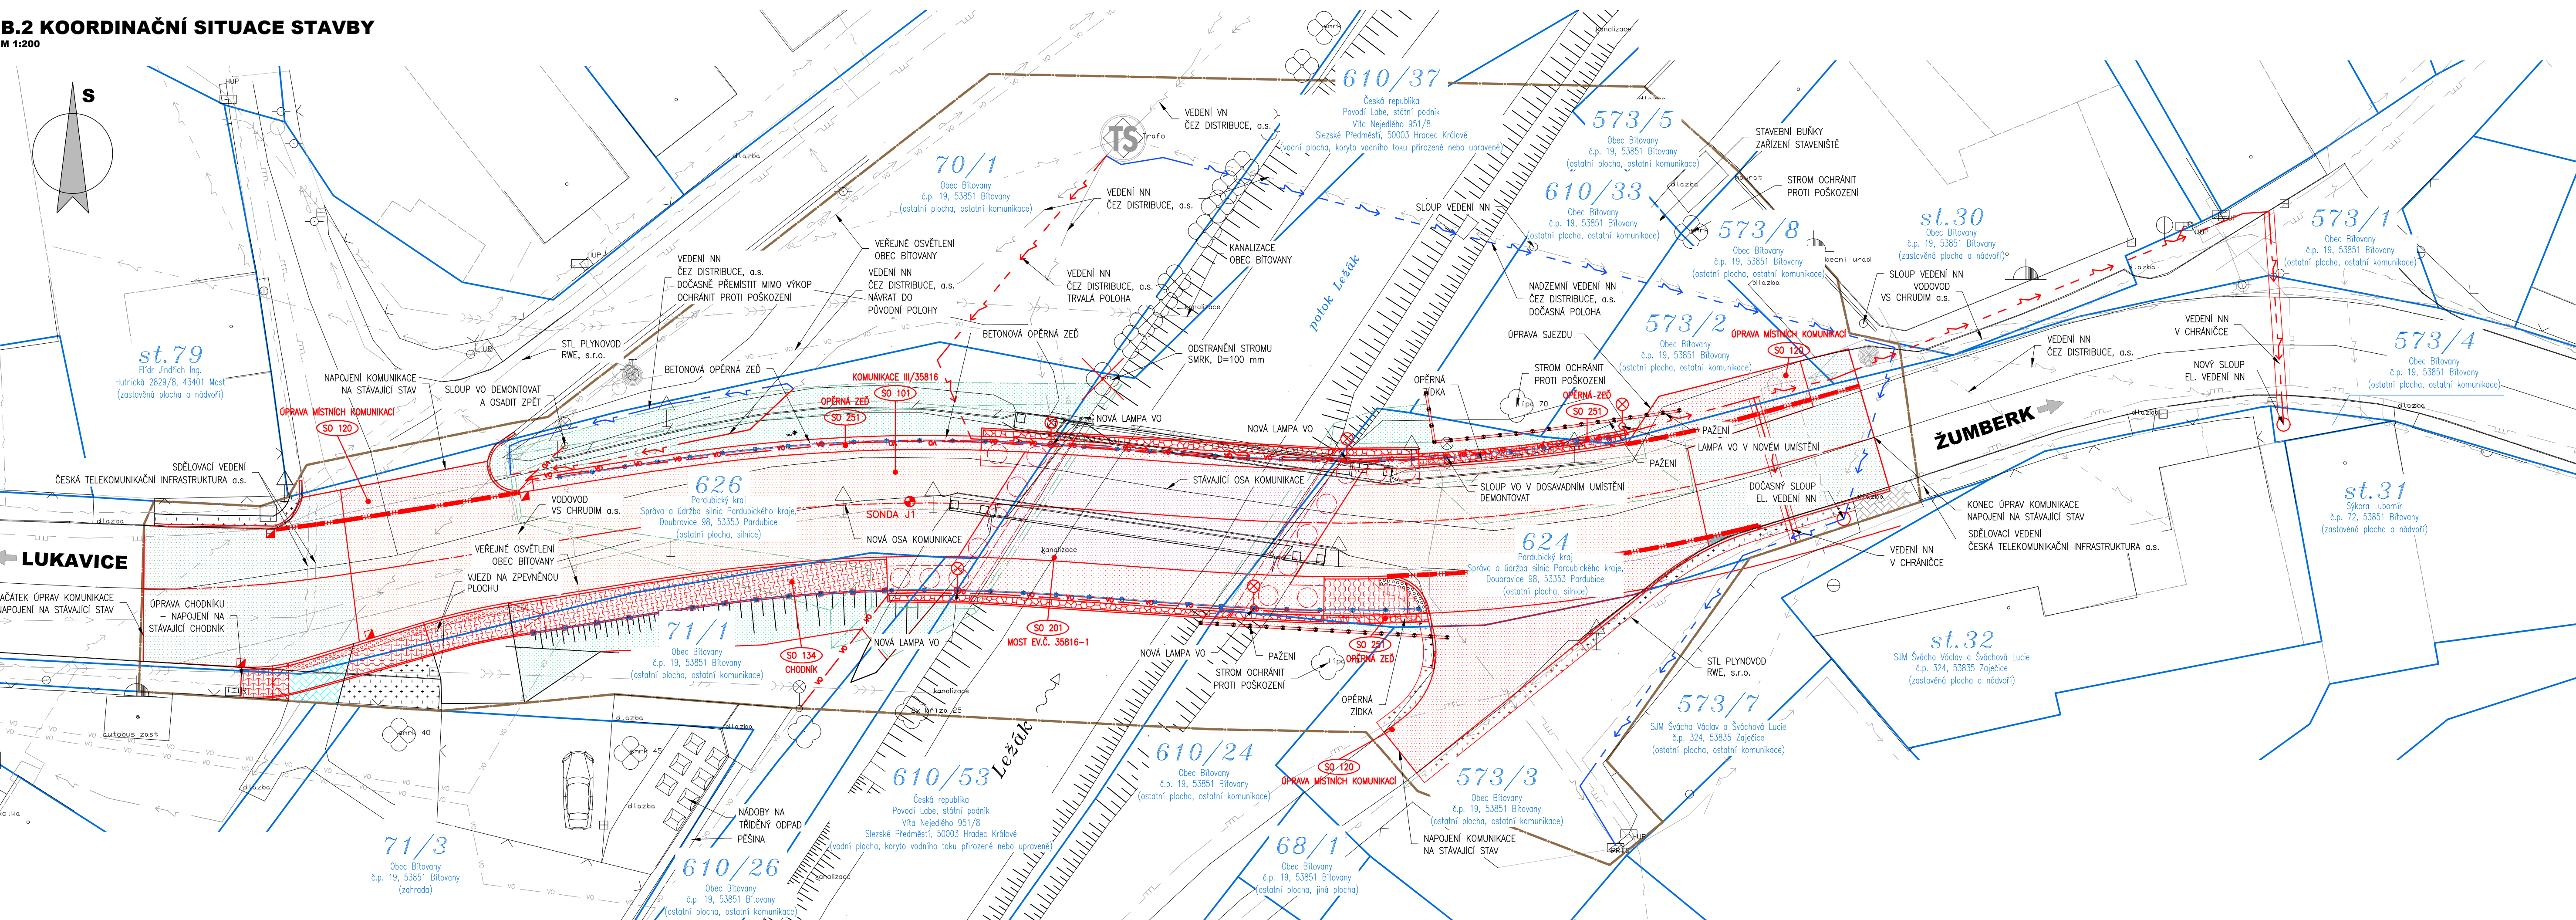 B.2 KOORDINAČNÍ SITUACE STAVBY
M 1:200
S
HUP
610/37
Česká republika
Povodí Labe, státní podnik
Víta Nejedlého 951/8
Slezské Předměstí, 50003 Hradec Králové
(vodní plocha, koryto vodního toku přirozené nebo upravené)
smrk
kanalizace
VEDENÍ VN
ČEZ DISTRIBUCE, a.s.
TS
Trafo
573/5
Obec Bítovany
č.p. 19, 53851 Bítovany
(ostatní plocha, ostatní komunikace)
STAVEBNÍ BUŇKY
ZAŘÍZENÍ STAVENIŠTĚ
dlazba
70/1
Obec Bítovany
č.p. 19, 53851 Bítovany
(ostatní plocha, ostatní komunikace)
VEDENÍ NN
ČEZ DISTRIBUCE, a.s.
610/33
Obec Bítovany
č.p. 19, 53851 Bítovany
(ostatní plocha, ostatní komunikace)
STROM OCHRÁNIT
PROTI POŠKOZENÍ
SLOUP VEDENÍ NN
573/8
Obec Bítovany
č.p. 19, 53851 Bítovany
(ostatní plocha, ostatní komunikace)
st.30
Obec Bítovany
č.p. 19, 53851 Bítovany
(zastavěná plocha a nádvoří)
573/1
Obec Bítovany
č.p. 19, 53851 Bítovany
(ostatní plocha, ostatní komunikace)
VEŘEJNÉ OSVĚTLENÍ
OBEC BÍTOVANY
KANALIZACE
OBEC BÍTOVANY
VEDENÍ NN
ČEZ DISTRIBUCE, a.s.
DOČASNĚ PŘEMÍSTIT MIMO VÝKOP
OCHRÁNIT PROTI POŠKOZENÍ
VEDENÍ NN
ČEZ DISTRIBUCE, a.s.
NÁVRAT DO
PŮVODNÍ POLOHY
VEDENÍ NN
ČEZ DISTRIBUCE, a.s.
TRVALÁ POLOHA
potok Ležák
NADZEMNÍ VEDENÍ NN
ČEZ DISTRIBUCE, a.s.
DOČASNÁ POLOHA
SLOUP VEDENÍ NN
VODOVOD
VS CHRUDIM a.s.
573/2
Obec Bítovany
č.p. 19, 53851 Bítovany
(ostatní plocha, ostatní komunikace)
ÚPRAVA MÍSTNÍCH KOMUNIKACÍ
SO 120
ÚPRAVA SJEZDU
VEDENÍ NN
V CHRÁNIČCE
VEDENÍ NN
ČEZ DISTRIBUCE, a.s.
573/4
Obec Bítovany
č.p. 19, 53851 Bítovany
(ostatní plocha, ostatní komunikace)
NOVÝ SLOUP
EL. VEDENÍ NN
st.79
Flídr Jindřich Ing.
Hutnická 2829/8, 43401 Most
(zastavěná plocha a nádvoří)
STL PLYNOVOD
RWE, s.r.o.
BETONOVÁ OPĚRNÁ ZEĎ
BETONOVÁ OPĚRNÁ ZEĎ
ODSTRANĚNÍ STROMU
SMRK, D=100 mm
NAPOJENÍ KOMUNIKACE
NA STÁVAJÍCÍ STAV
SLOUP VO DEMONTOVAT
A OSADIT ZPĚT
KOMUNIKACE III/35816
SO 101
OPĚRNÁ ZEĎ
SO 251
OPĚRNÁ
ZÍDKA
STROM OCHRÁNIT
PROTI POŠKOZENÍ
OPĚRNÁ ZEĎ
SO 251
lípa 70
ÚPRAVA MÍSTNÍCH KOMUNIKACÍ
SO 120
NOVÁ LAMPA VO
NOVÁ LAMPA VO
PAŽENÍ
LAMPA VO V NOVÉM UMÍSTĚNÍ
PAŽENÍ
ŽUMBERK
SDĚLOVACÍ VEDENÍ
ČESKÁ TELEKOMUNIKAČNÍ INFRASTRUKTURA a.s.
VODOVOD
VS CHRUDIM a.s.
626
Pardubický kraj
Správa a údržba silnic Pardubického kraje,
Doubravice 98, 53353 Pardubice
(ostatní plocha, silnice)
SONDA J1
STÁVAJÍCÍ OSA KOMUNIKACE
SLOUP VO V DOSAVADNÍM UMÍSTĚNÍ
DEMONTOVAT
DOČASNÝ SLOUP
EL. VEDENÍ NN
KONEC ÚPRAV KOMUNIKACE
NAPOJENÍ NA STÁVAJÍCÍ STAV
SDĚLOVACÍ VEDENÍ
ČESKÁ TELEKOMUNIKAČNÍ INFRASTRUKTURA a.s.
st.31
Sýkora Lubomír
č.p. 72, 53851 Bítovany
(zastavěná plocha a nádvoří)
NOVÁ OSA KOMUNIKACE
LUKAVICE
VEŘEJNÉ OSVĚTLENÍ
OBEC BÍTOVANY
kanalizace
624
Pardubický kraj
Správa a údržba silnic Pardubického kraje,
Doubravice 98, 53353 Pardubice
(ostatní plocha, silnice)
VEDENÍ NN
V CHRÁNIČCE
VJEZD NA ZPEVNĚNOU
PLOCHU
AČÁTEK ÚPRAV KOMUNIKACE
NAPOJENÍ NA STÁVAJÍCÍ STAV
ÚPRAVA CHODNÍKU
– NAPOJENÍ NA
STÁVAJÍCÍ CHODNÍK
71/1
Obec Bítovany
č.p. 19, 53851 Bítovany
(ostatní plocha, ostatní komunikace)
SO 134
CHODNÍK
NOVÁ LAMPA VO
SO 201
MOST EV.Č. 35816-1
NOVÁ LAMPA VO
PAŽENÍ
STROM OCHRÁNIT
PROTI POŠKOZENÍ
SO 251
OPĚRNÁ ZEĎ
OPĚRNÁ
ZÍDKA
STL PLYNOVOD
RWE, s.r.o.
st.32
SJM Švácha Václav a Šváchová Lucie
č.p. 324, 53835 Zaječice
(zastavěná plocha a nádvoří)
573/7
SJM Švácha Václav a Šváchová Lucie
č.p. 324, 53835 Zaječice
(ostatní plocha, ostatní komunikace)
kanalizace
autobus zast
smrk 40
smrk 45
dlazba
Ležák
610/24
Obec Bítovany
č.p. 19, 53851 Bítovany
(ostatní plocha, ostatní komunikace)
SO 120
ÚPRAVA MÍSTNÍCH KOMUNIKACÍ
573/3
Obec Bítovany
č.p. 19, 53851 Bítovany
(ostatní plocha, ostatní komunikace)
610/53
Česká republika
Povodí Labe, státní podnik
Víta Nejedlého 951/8
Slezské Předměstí, 50003 Hradec Králové
(vodní plocha, koryto vodního toku přirozené nebo upravené)
NÁDOBY NA
TŘÍDĚNÝ ODPAD
PĚŠINA
NAPOJENÍ KOMUNIKACE
NA STÁVAJÍCÍ STAV
71/3
Obec Bítovany
č.p. 19, 53851 Bítovany
(zahrada)
610/26
Obec Bítovany
č.p. 19, 53851 Bítovany
(ostatní plocha, ostatní komunikace)
68/1
Obec Bítovany
č.p. 19, 53851 Bítovany
(ostatní plocha, jiná plocha)
kanalizace